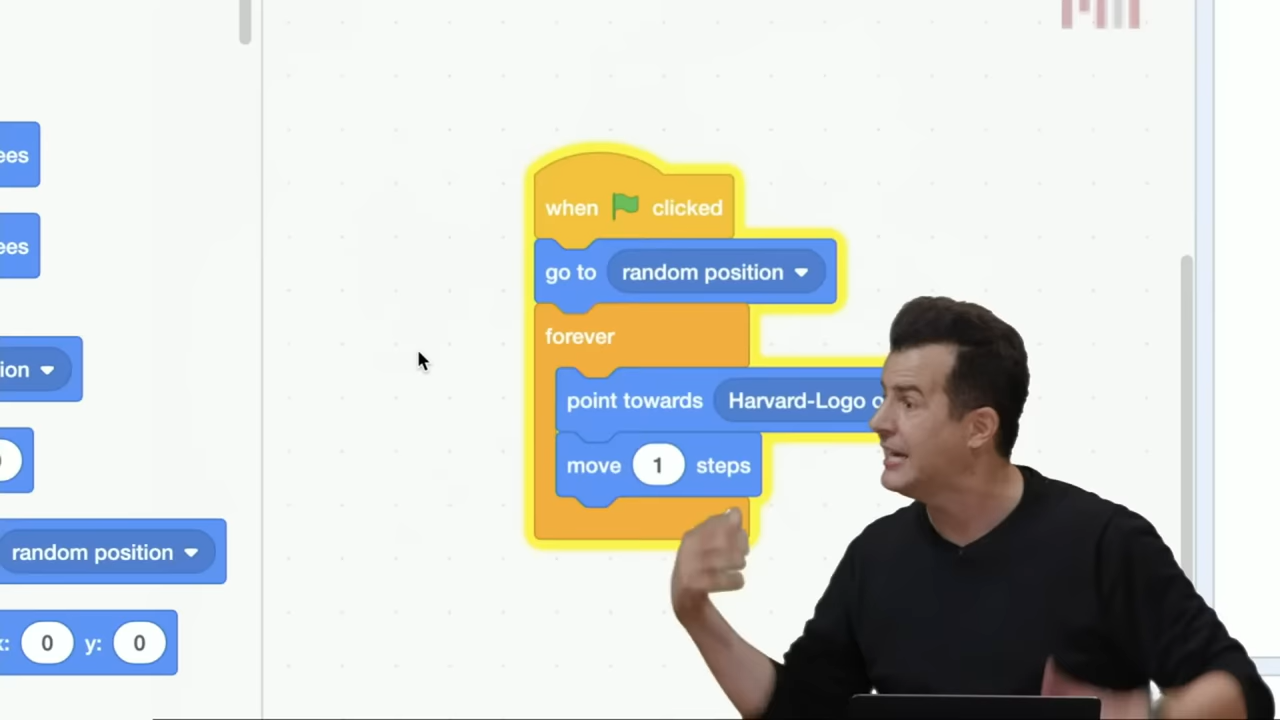 ees
when clicked
ees
go to random position
forever
ion
point towards Harvard-Logo
move 1 steps
random position
x: 0 y: 0